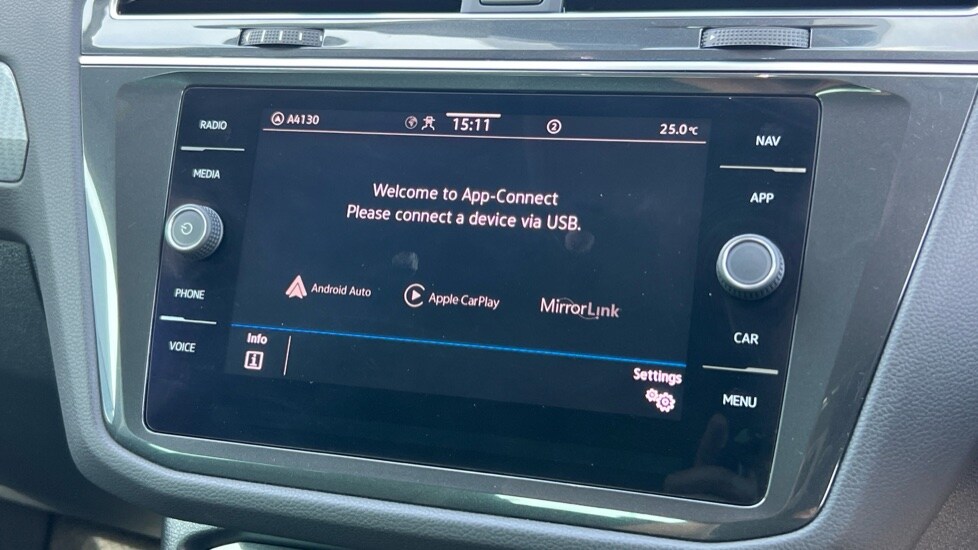 A4130 15:11 2 25.0°C
RADIO
MEDIA
PHONE
VOICE
Welcome to App-Connect
Please connect a device via USB.
Android Auto Apple CarPlay MirrorLink
Info
i
Settings
NAV
APP
CAR
MENU